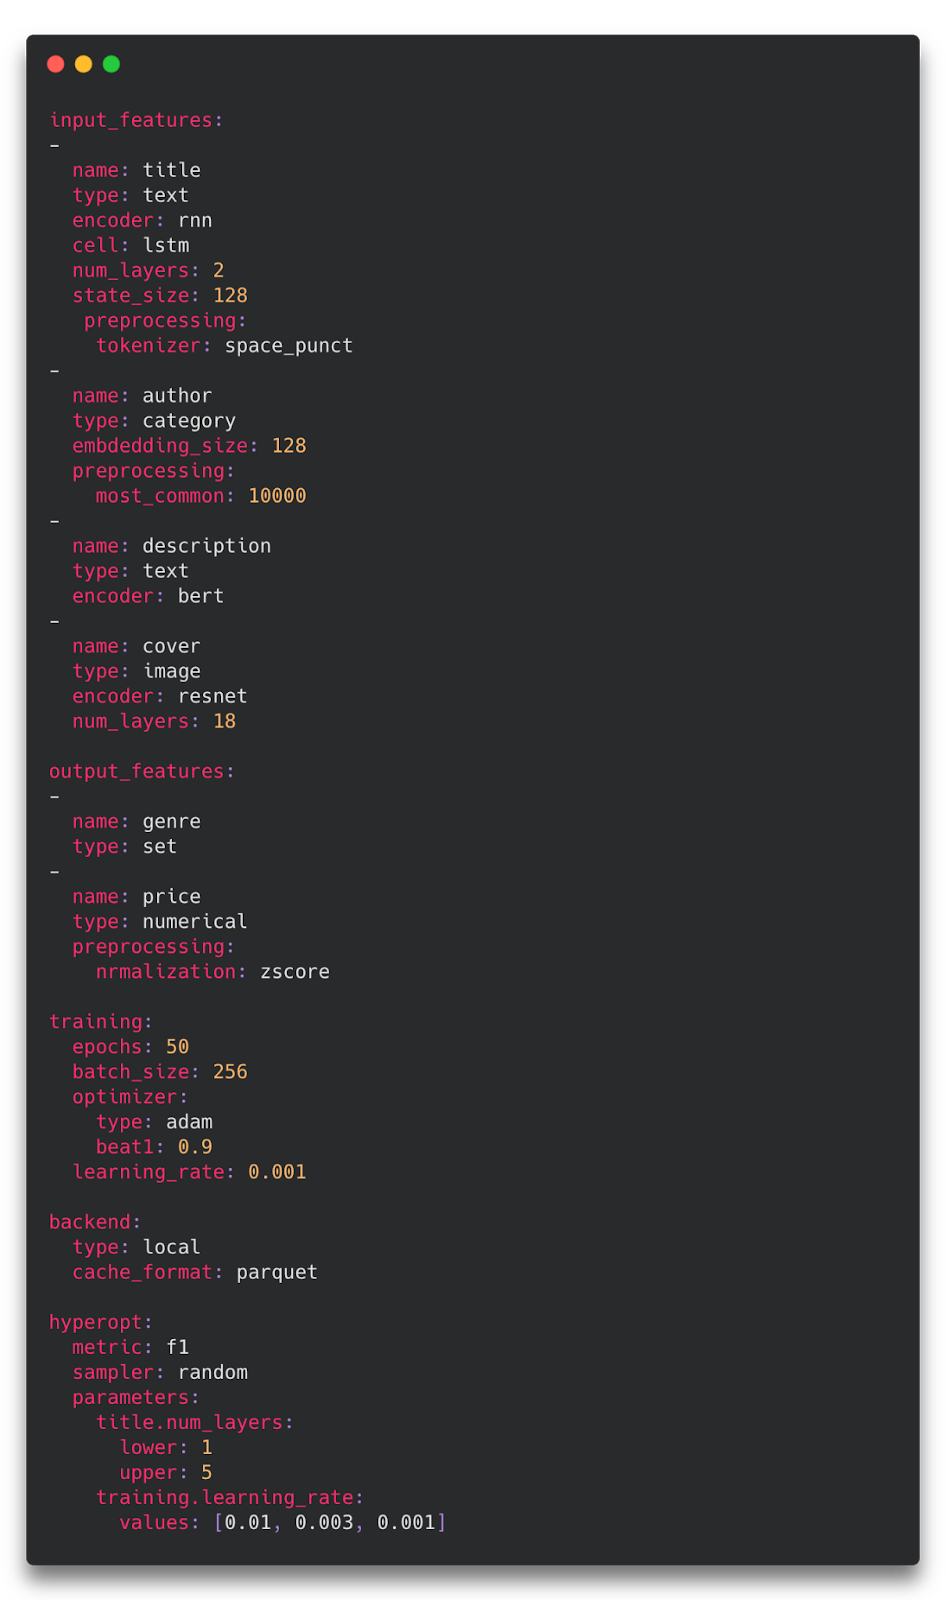 input_features:
-
  name: title
  type: text
  encoder: rnn
  cell: lstm
  num_layers: 2
  state_size: 128
   preprocessing:
    tokenizer: space_punct
-
  name: author
  type: category
  embdedding_size: 128
  preprocessing:
    most_common: 10000
-
  name: description
  type: text
  encoder: bert
-
  name: cover
  type: image
  encoder: resnet
  num_layers: 18

output_features:
-
  name: genre
  type: set
-
  name: price
  type: numerical
  preprocessing:
    nrmalization: zscore

training:
  epochs: 50
  batch_size: 256
  optimizer:
    type: adam
    beat1: 0.9
  learning_rate: 0.001

backend:
  type: local
  cache_format: parquet

hyperopt:
  metric: f1
  sampler: random
  parameters:
    title.num_layers:
      lower: 1
      upper: 5
    training.learning_rate:
      values: [0.01, 0.003, 0.001]